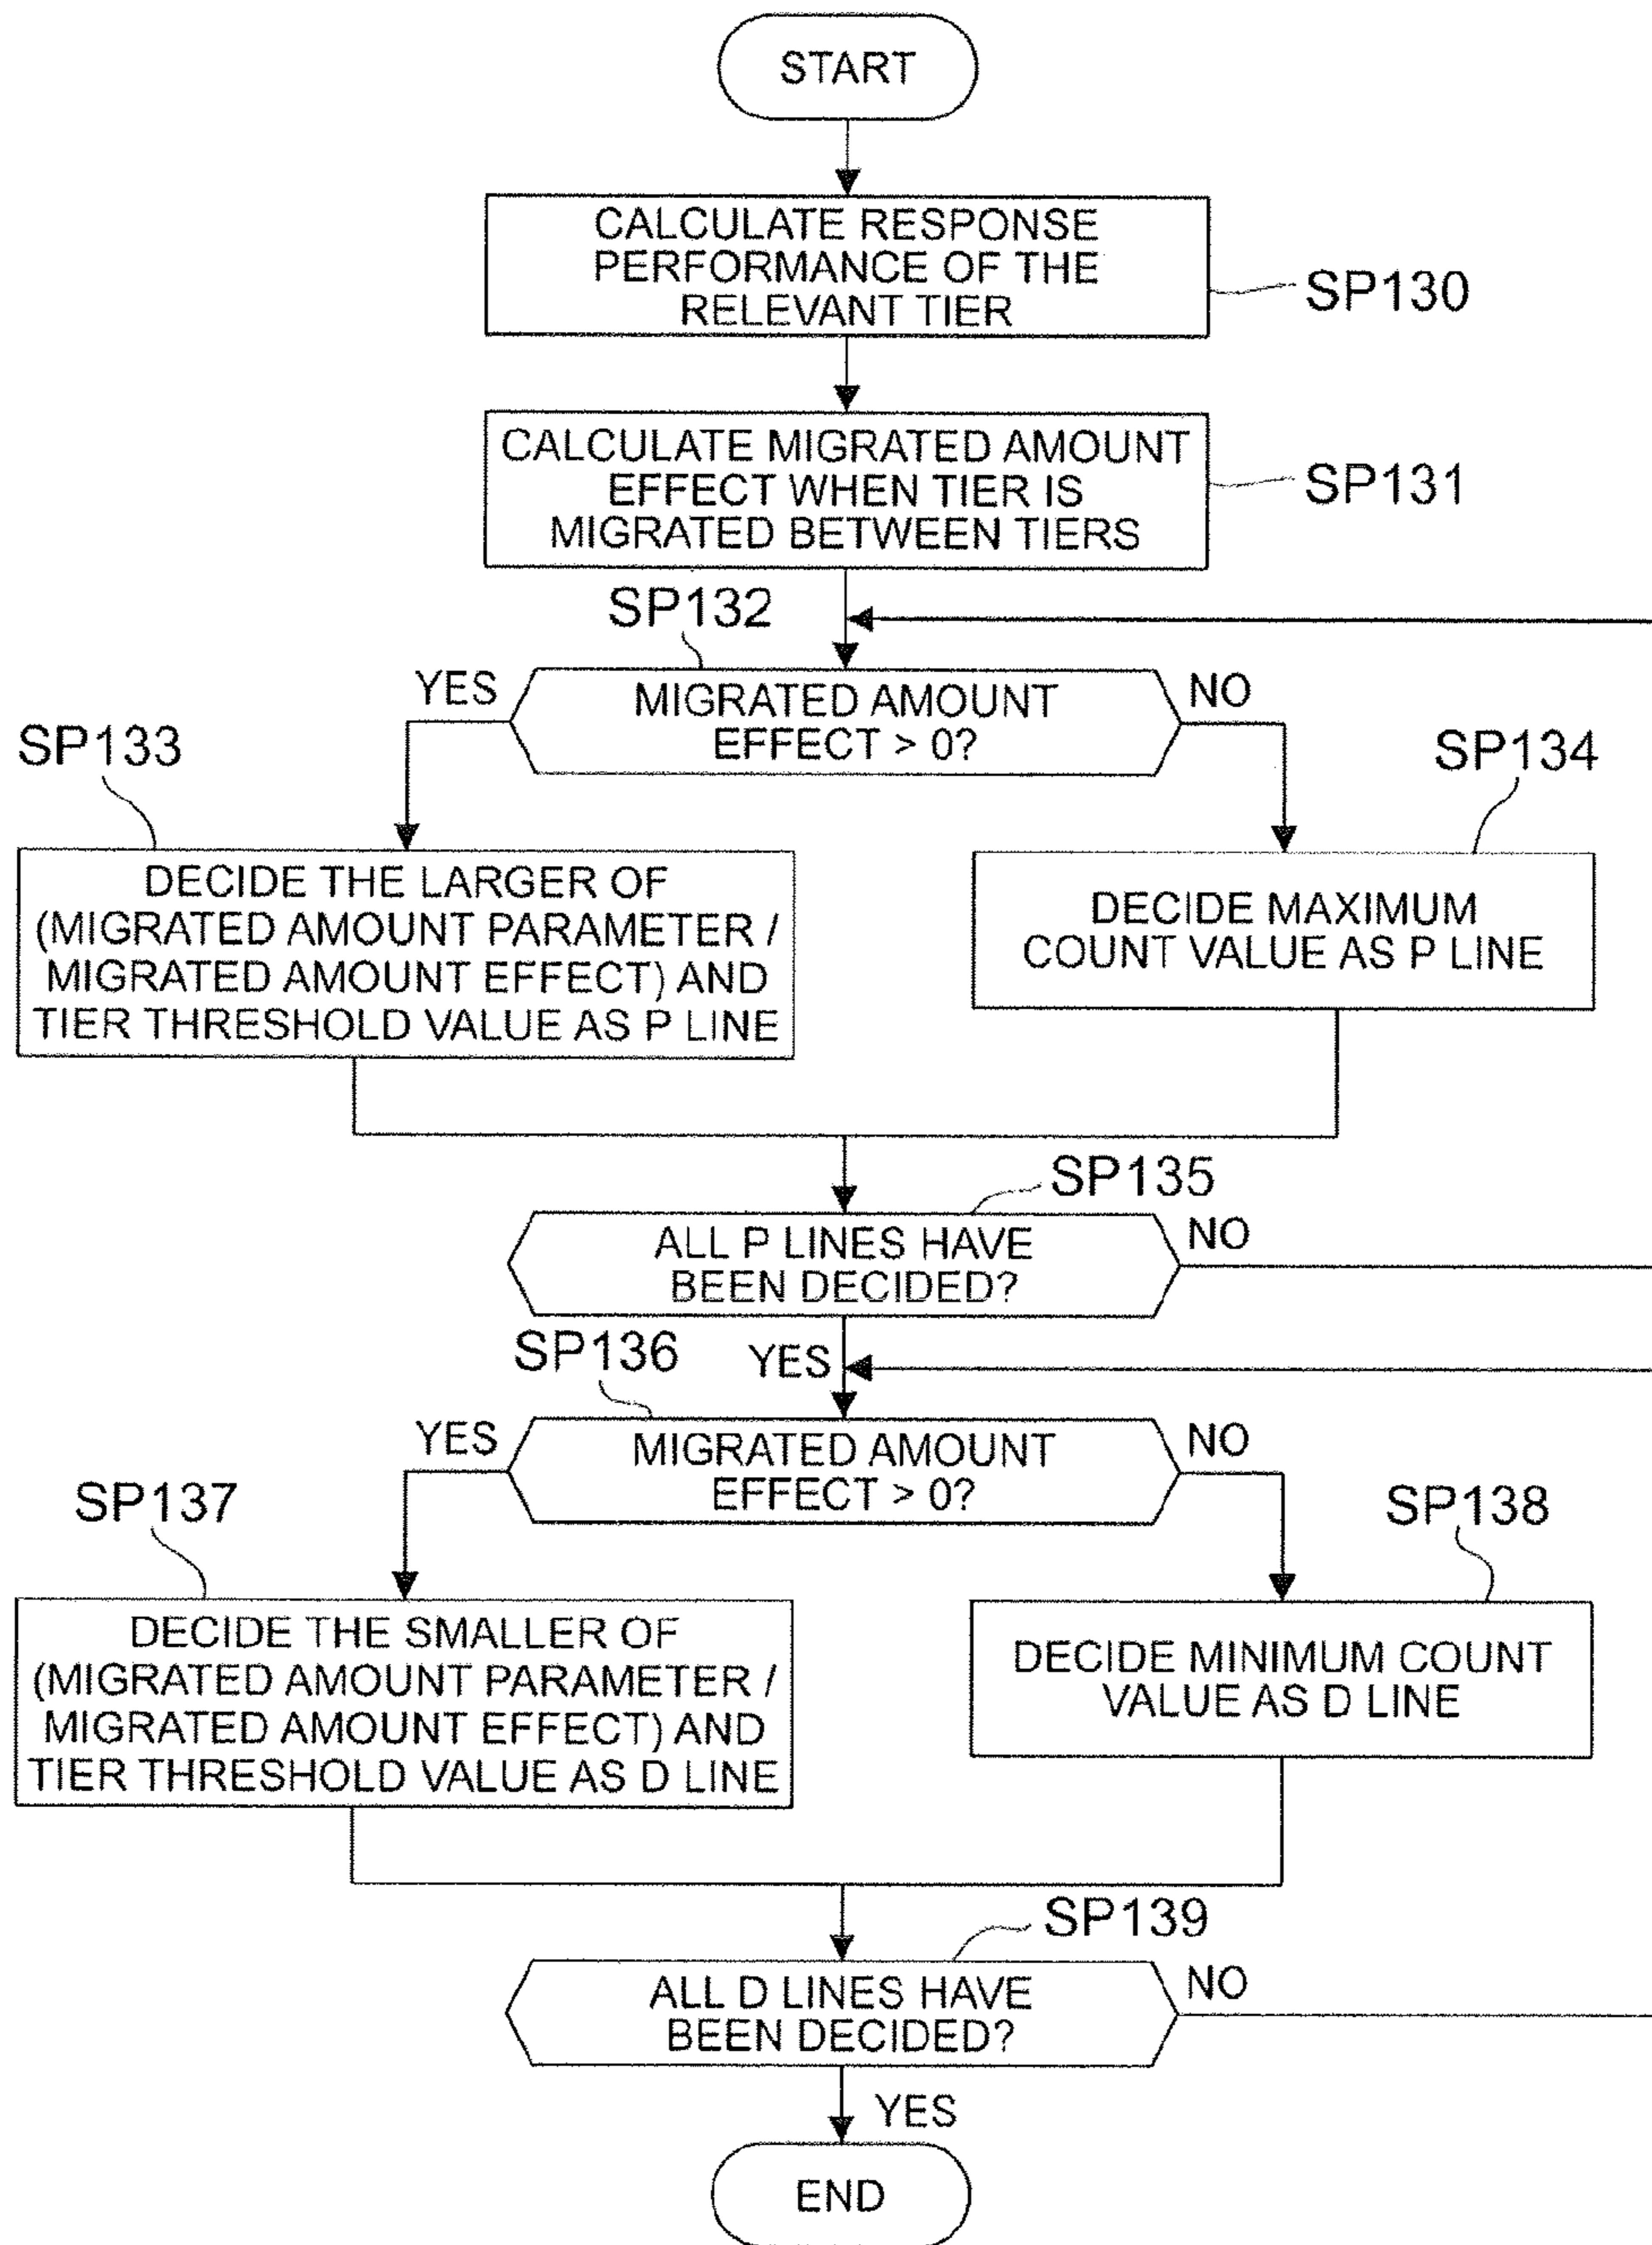 START
CALCULATE RESPONSE
PERFORMANCE OF THE
RELEVANT TIER
SP130
CALCULATE MIGRATED AMOUNT
EFFECT WHEN TIER IS
MIGRATED BETWEEN TIERS
SP131
SP132
YES
MIGRATED AMOUNT
EFFECT > 0?
NO
SP133
SP134
DECIDE THE LARGER OF
(MIGRATED AMOUNT PARAMETER /
MIGRATED AMOUNT EFFECT) AND
TIER THRESHOLD VALUE AS P LINE
DECIDE MAXIMUM
COUNT VALUE AS P LINE
SP135
ALL P LINES HAVE
BEEN DECIDED?
NO
SP136
YES
YES
MIGRATED AMOUNT
EFFECT > 0?
NO
SP137
SP138
DECIDE THE SMALLER OF
(MIGRATED AMOUNT PARAMETER /
MIGRATED AMOUNT EFFECT) AND
TIER THRESHOLD VALUE AS D LINE
DECIDE MINIMUM COUNT
VALUE AS D LINE
SP139
ALL D LINES HAVE
BEEN DECIDED?
NO
YES
END